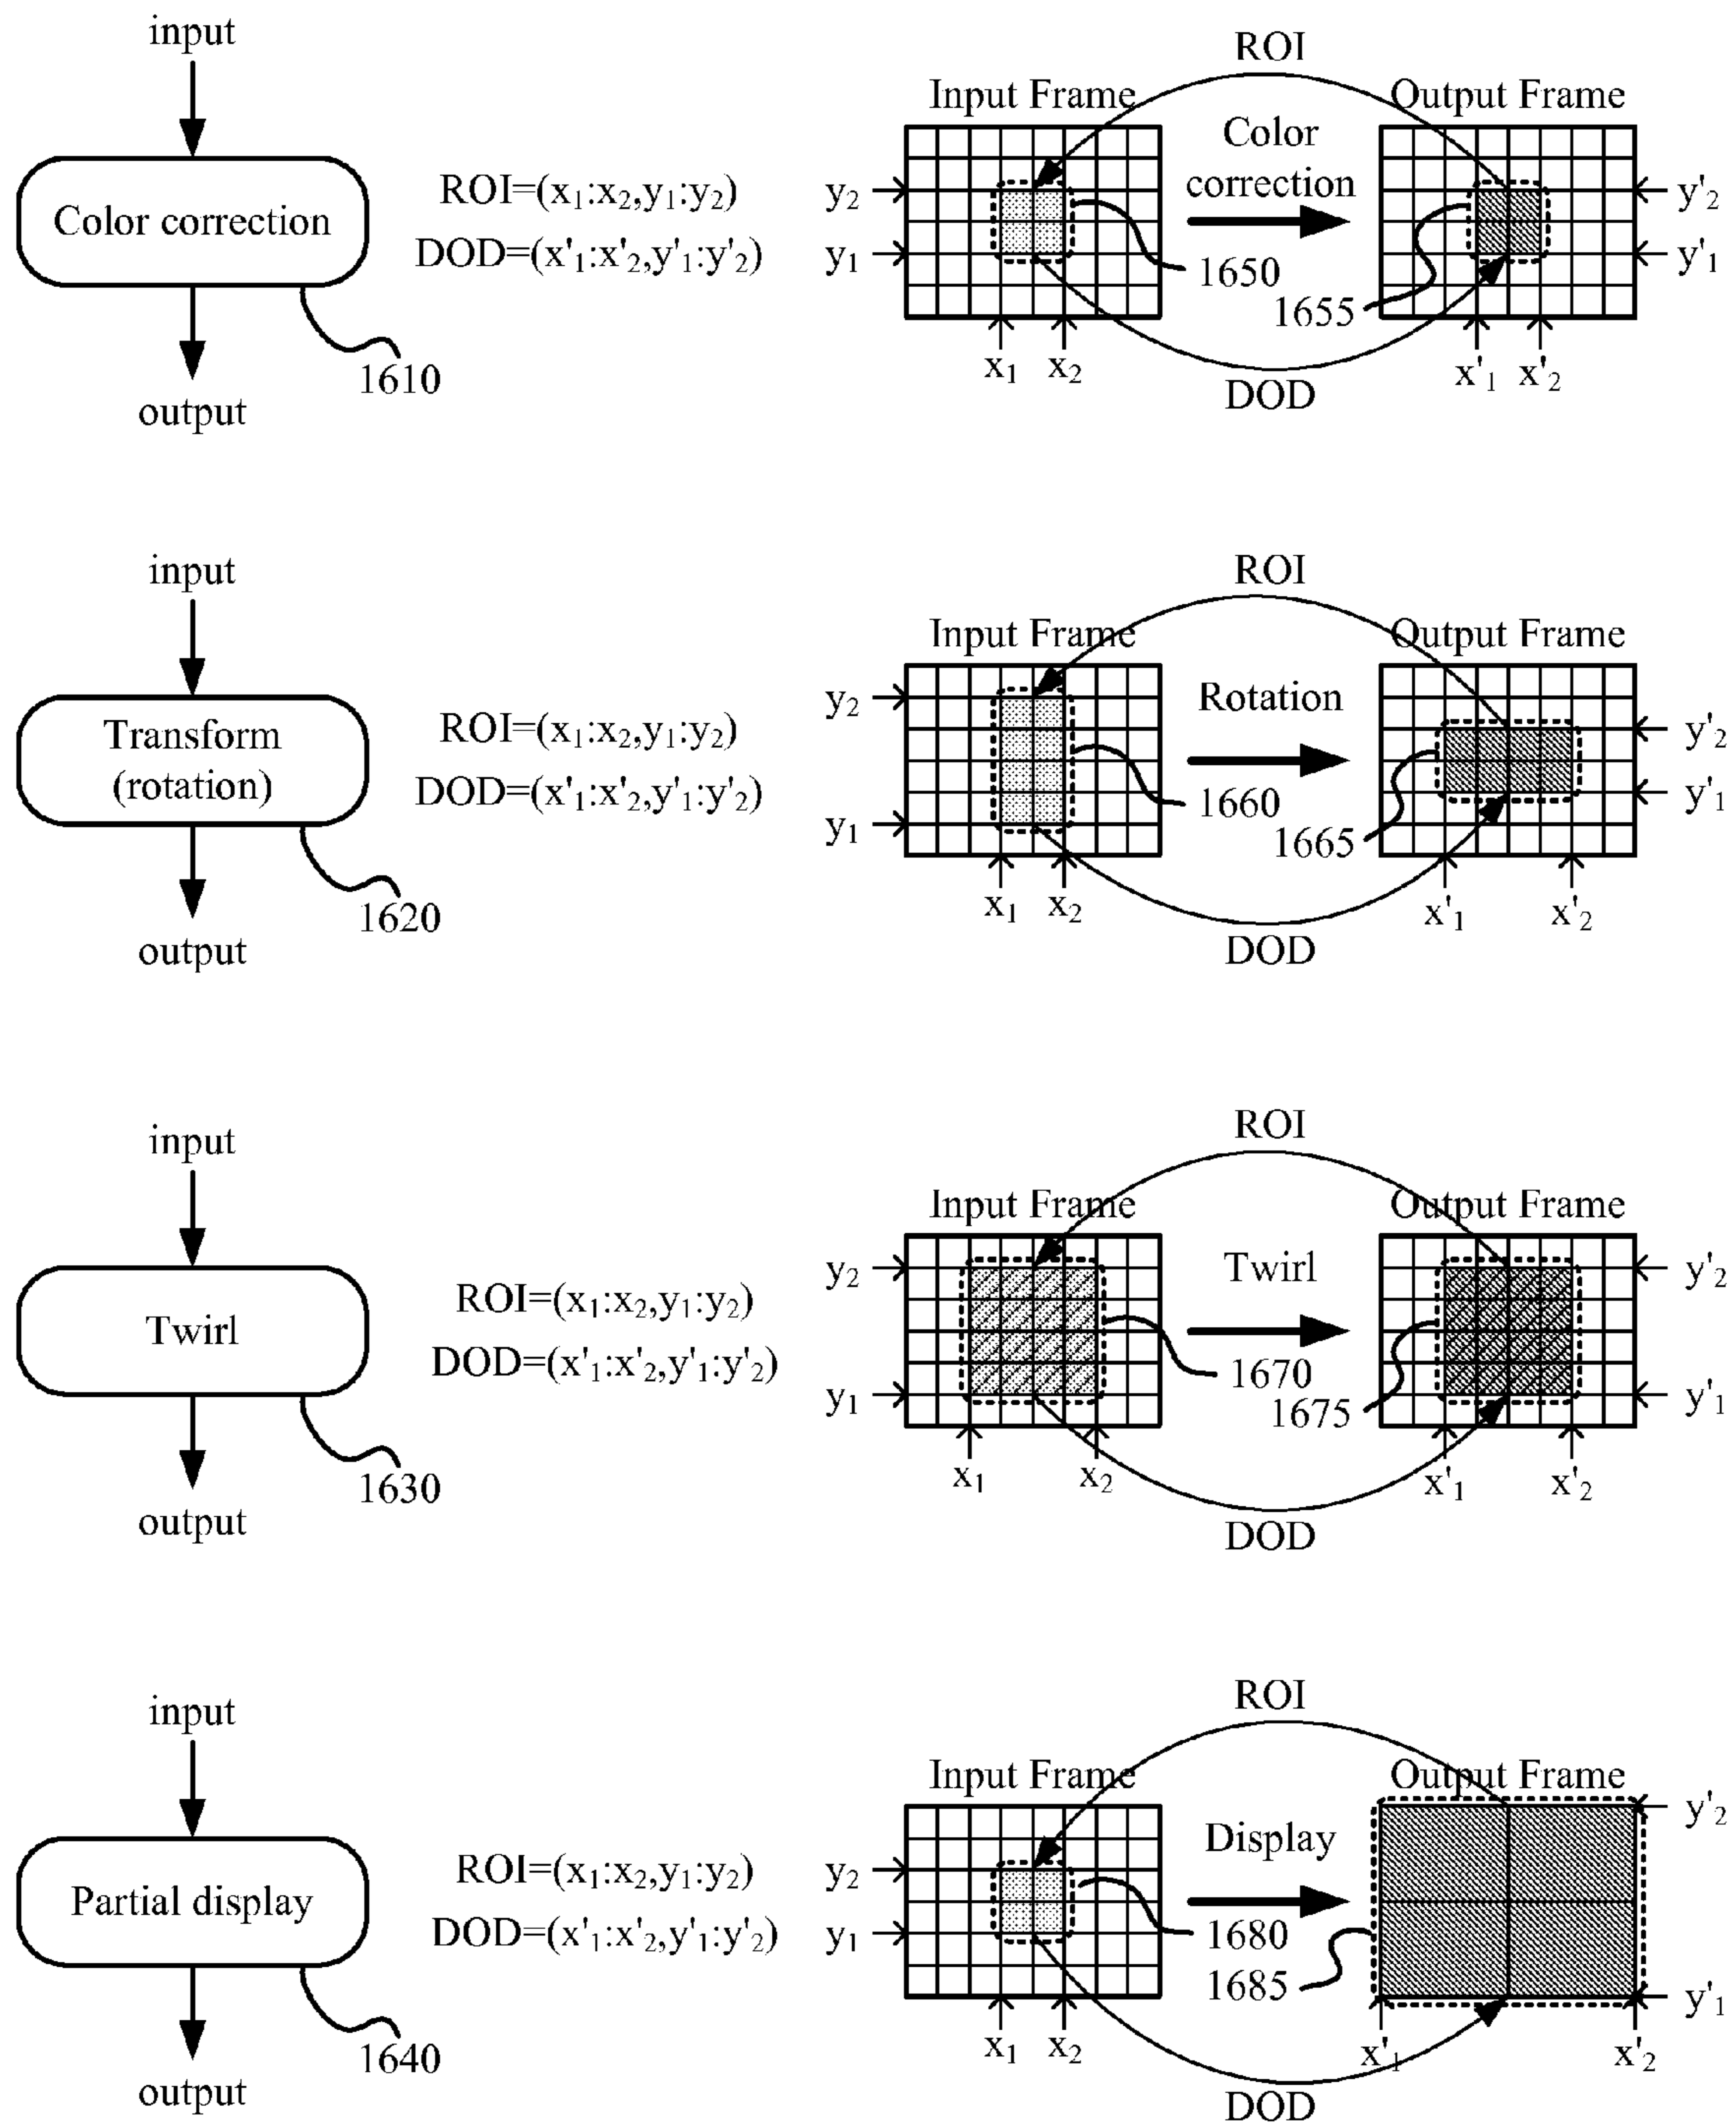 input
Color correction
output
1610
ROI=(x₁:x₂,y₁:y₂)
DOD=(x'₁:x'₂,y'₁:y'₂)
ROI
Input Frame
Output Frame
Color
correction
y₂
y₁
1650
1655
y'₂
y'₁
x₁
x₂
x'₁
x'₂
DOD
input
Transform
(rotation)
output
1620
ROI=(x₁:x₂,y₁:y₂)
DOD=(x'₁:x'₂,y'₁:y'₂)
ROI
Input Frame
Output Frame
Rotation
y₂
y₁
1660
1665
y'₂
y'₁
x₁
x₂
x'₁
x'₂
DOD
input
Twirl
output
1630
ROI=(x₁:x₂,y₁:y₂)
DOD=(x'₁:x'₂,y'₁:y'₂)
ROI
Input Frame
Output Frame
Twirl
y₂
y₁
1670
1675
y'₂
y'₁
x₁
x₂
x'₁
x'₂
DOD
input
Partial display
output
1640
ROI=(x₁:x₂,y₁:y₂)
DOD=(x'₁:x'₂,y'₁:y'₂)
ROI
Input Frame
Output Frame
Display
y₂
y₁
1680
1685
y'₂
y'₁
x₁
x₂
x'₁
x'₂
DOD